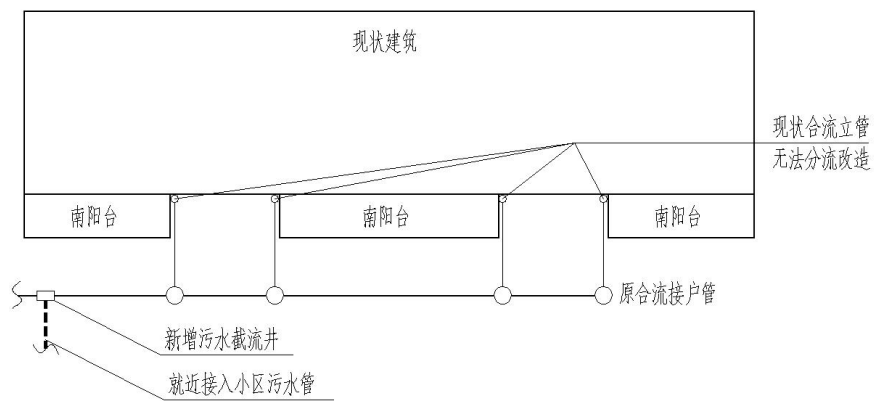 现状建筑
现状合流立管
无法分流改造
南阳台
南阳台
南阳台
原合流接户管
新增污水截流井
就近接入小区污水管